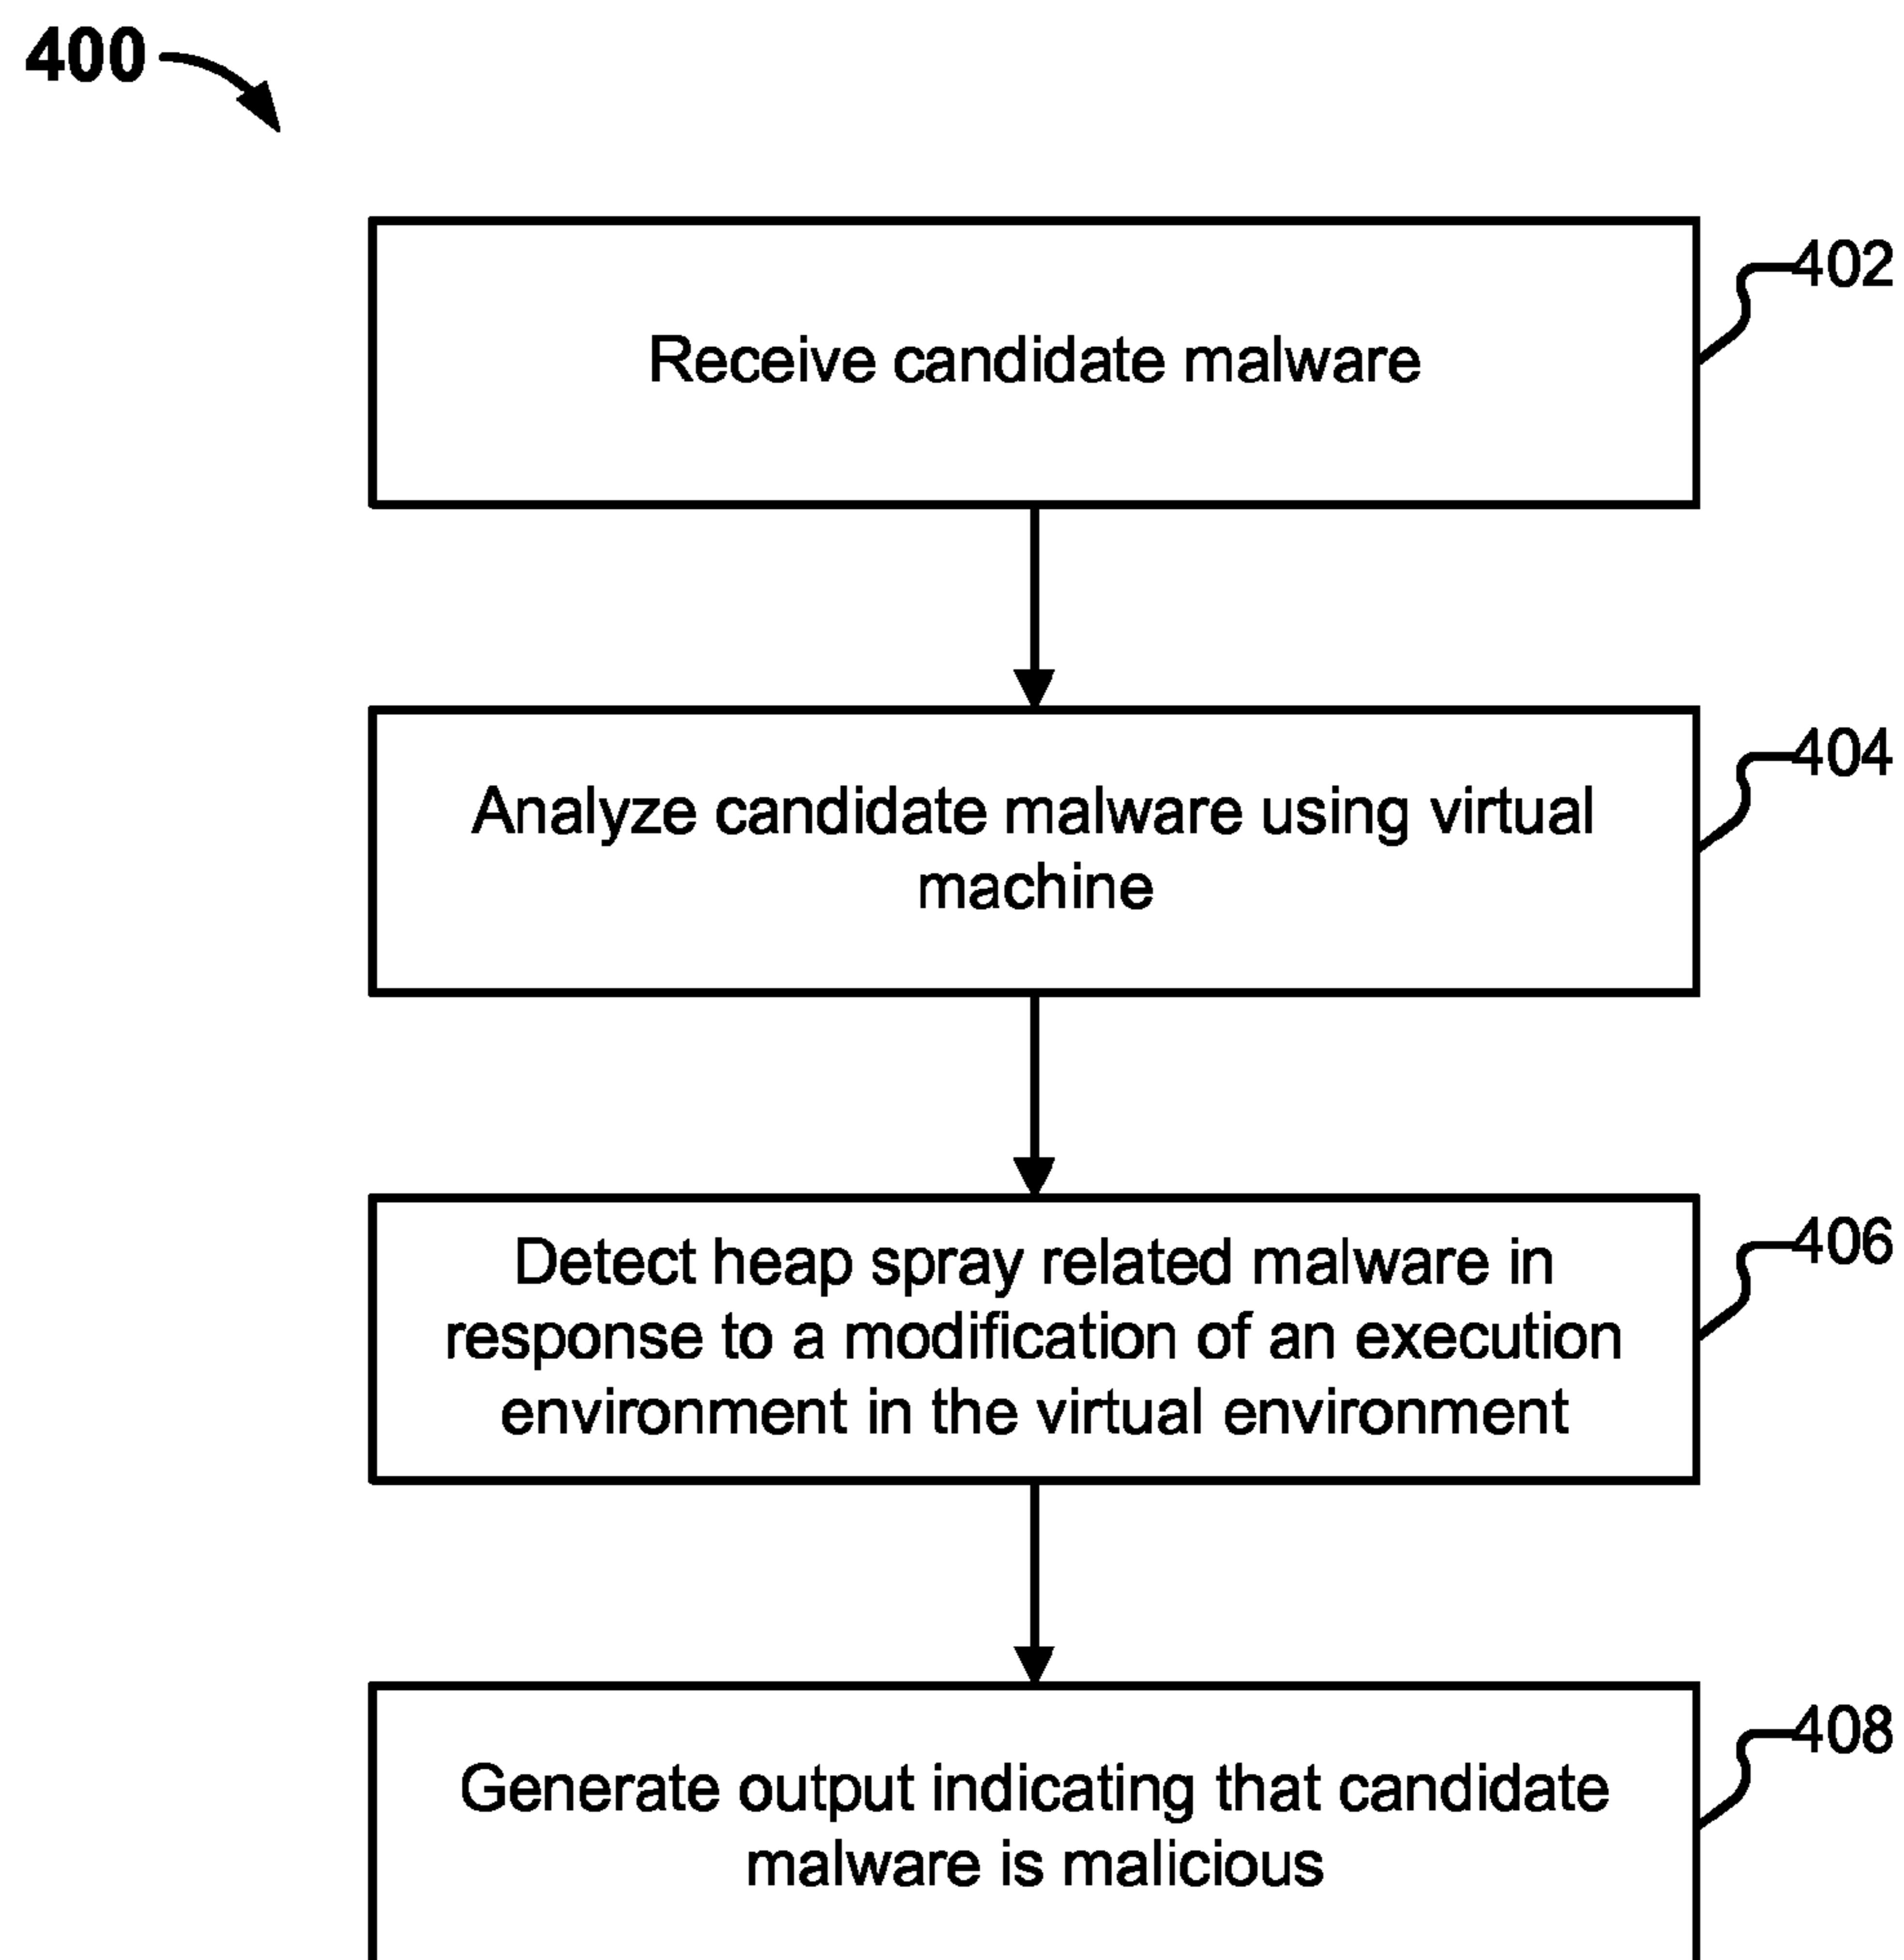 400
402
Receive candidate malware
404
Analyze candidate malware using virtual
machine
406
Detect heap spray related malware in
response to a modification of an execution
environment in the virtual environment
408
Generate output indicating that candidate
malware is malicious